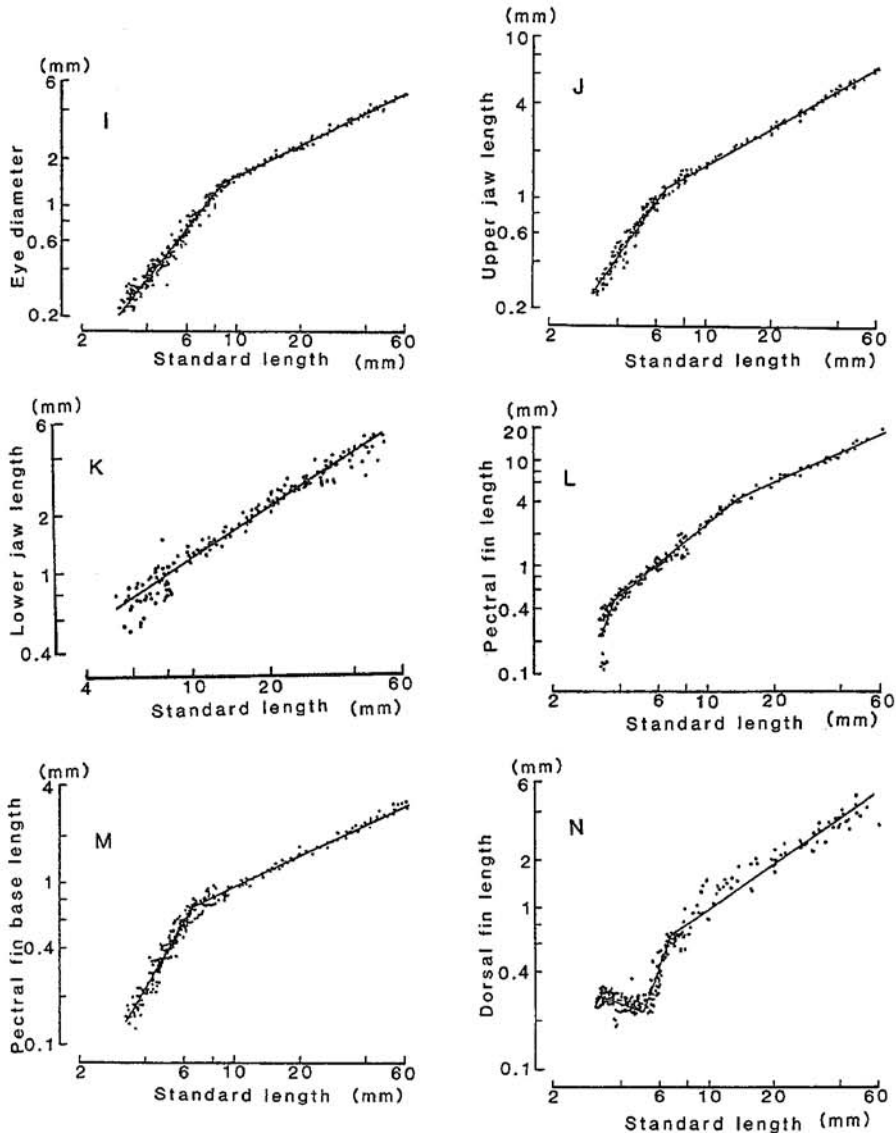 (mm)
6
2
1
0.6
0.2
Eye diameter
I
2 6 10 20 60
Standard length (mm)
(mm)
10
4
1
0.6
0.2
Upper jaw length
J
2 4 6 8 10 20 60
Standard length (mm)
(mm)
6
2
1
0.4
Lower jaw length
K
4 10 20 60
Standard length (mm)
20
10
4
1
0.4
0.1
Pectral fin length
(mm)
L
2 4 6 10 20 60
Standard length (mm)
(mm)
4
1
0.4
0.1
Pectral fin base length
M
2 4 6 10 20 60
Standard length (mm)
(mm)
6
2
1
0.4
0.1
Dorsal fin length
N
2 6 10 20 60
Standard length (mm)